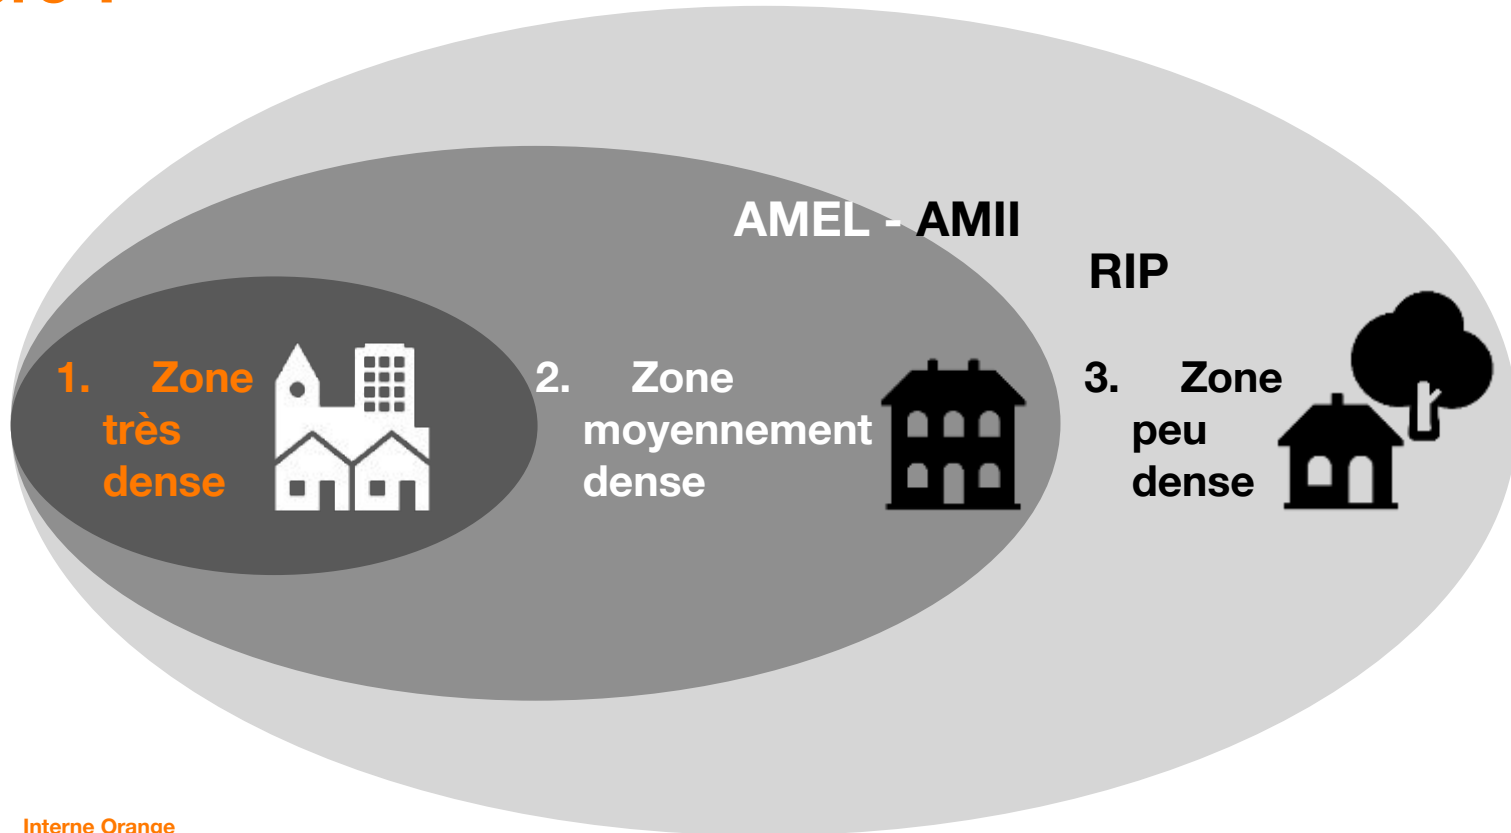 AMEL - AMII
RIP
1. Zone
très
dense
2. Zone
moyennement
dense
3. Zone
peu
dense
Interne Orange